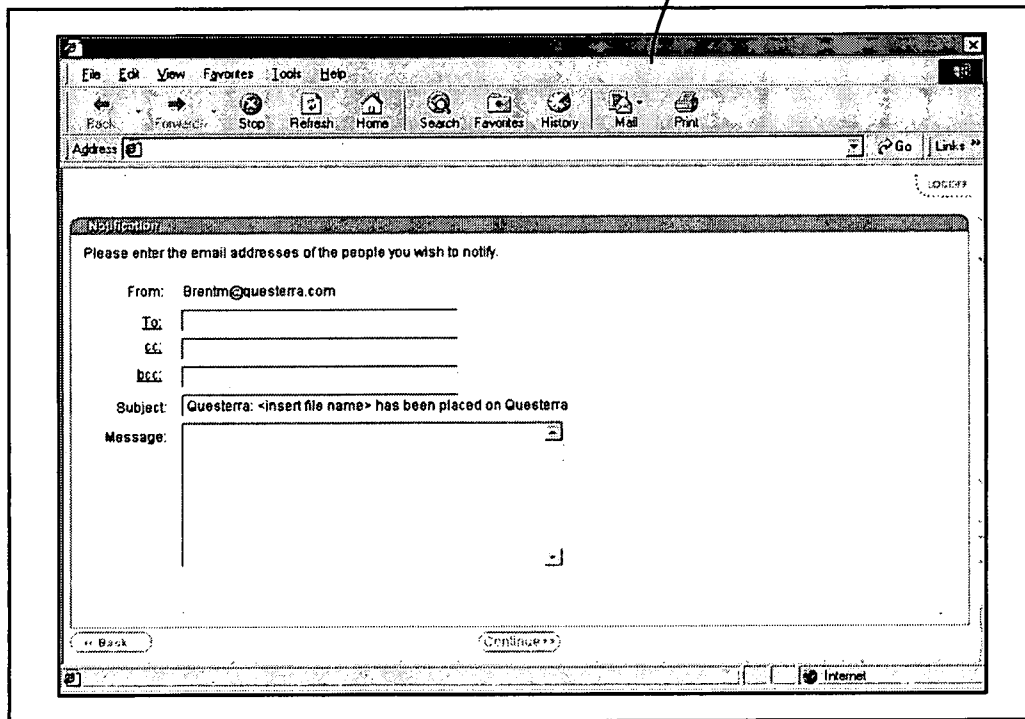 File Edit View Favorites Tools Help
Back Forward Stop Refresh Home Search Favorites History Mail Print
Address Go Links »
LOGOFF
Notification
Please enter the email addresses of the people you wish to notify.
From: Brentm@questerra.com
To:
cc:
bcc:
Subject: Questerra: <insert file name> has been placed on Questerra
Message:
‹‹ Back Continue ››
Internet